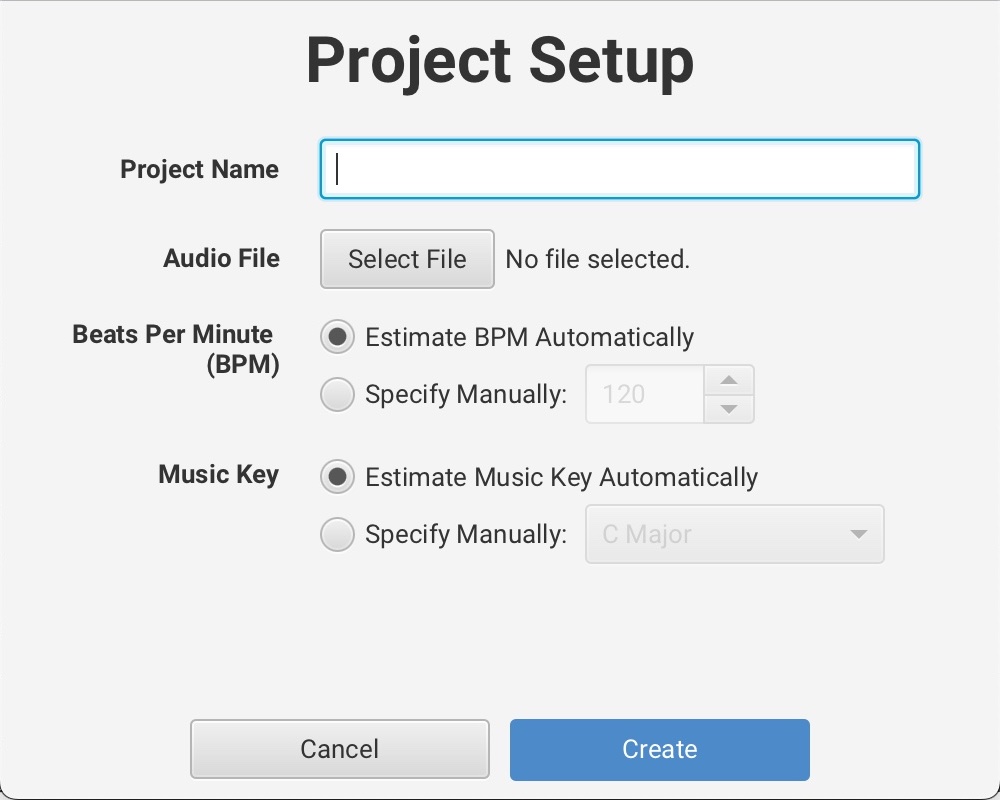 Project Setup
Project Name
Audio File
Select File
No file selected.
Beats Per Minute
(BPM)
Estimate BPM Automatically
Specify Manually:
120
Music Key
Estimate Music Key Automatically
Specify Manually:
C Major
Cancel
Create